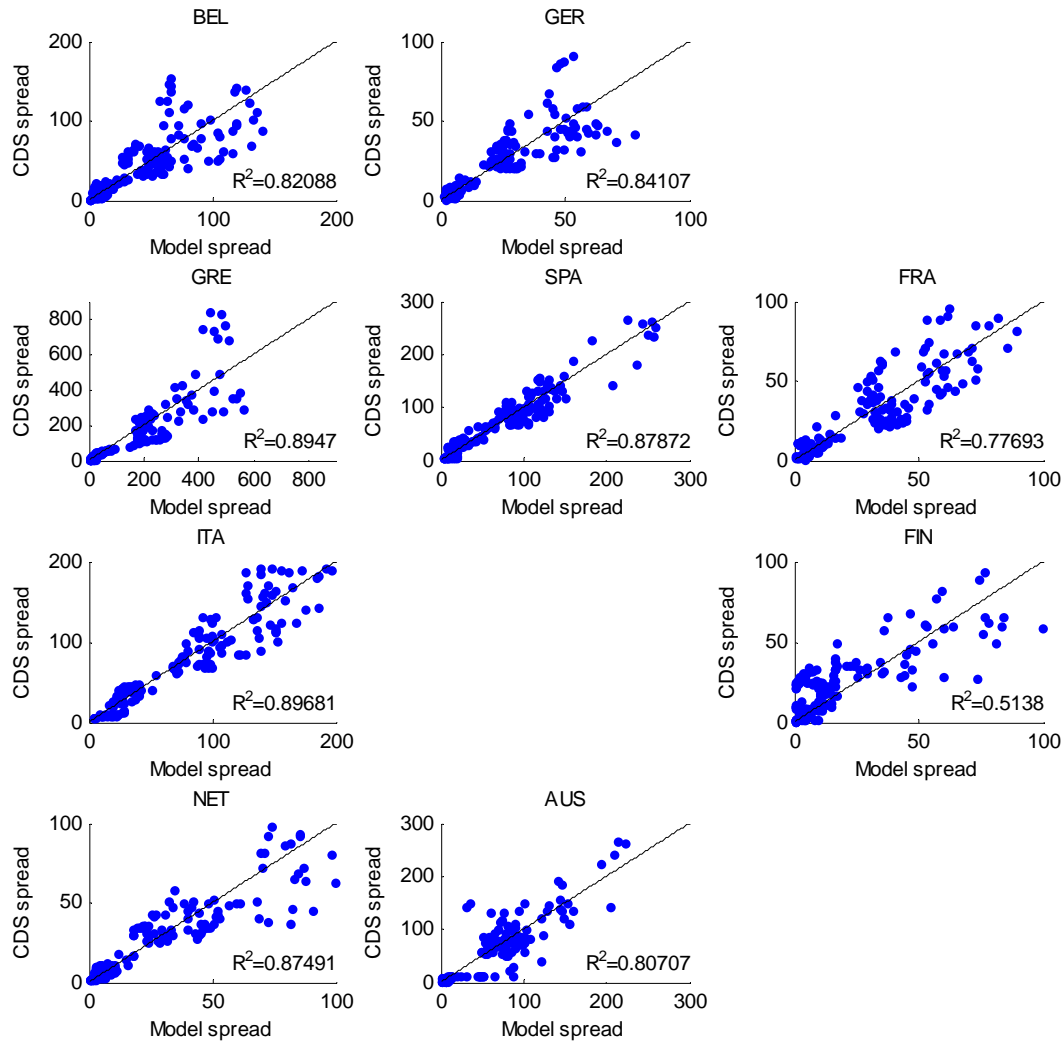 BEL
200
100
0
0
100
200
CDS spread
Model spread
R²=0.82088
GER
100
50
0
0
50
100
CDS spread
Model spread
R²=0.84107
GRE
800
600
400
200
0
0
200
400
600
800
CDS spread
Model spread
R²=0.8947
SPA
300
200
100
0
0
100
200
300
CDS spread
Model spread
R²=0.87872
FRA
100
50
0
0
50
100
CDS spread
Model spread
R²=0.77693
ITA
200
100
0
0
100
200
CDS spread
Model spread
R²=0.89681
FIN
100
50
0
0
50
100
CDS spread
Model spread
R²=0.5138
NET
100
50
0
0
50
100
CDS spread
Model spread
R²=0.87491
AUS
300
200
100
0
0
100
200
300
CDS spread
Model spread
R²=0.80707